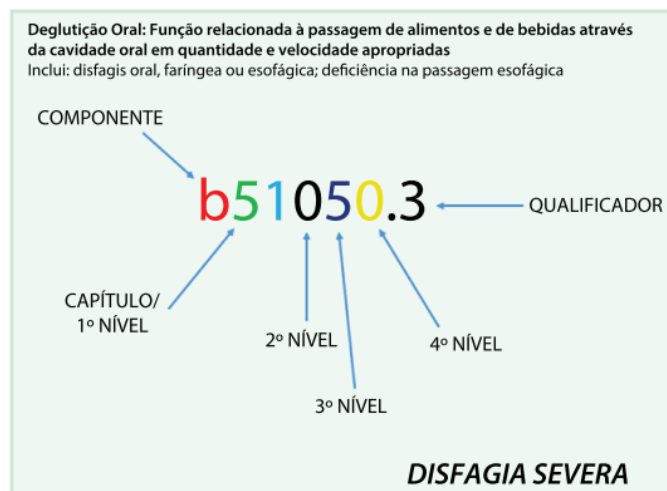 Deglutição Oral: Função relacionada à passagem de alimentos e de bebidas através
da cavidade oral em quantidade e velocidade apropriadas
Inclui: disfagis oral, faríngea ou esofágica; deficiência na passagem esofágica
COMPONENTE
b51050.3
QUALIFICADOR
CAPÍTULO/
1º NÍVEL
2º NÍVEL
4º NÍVEL
3º NÍVEL
DISFAGIA SEVERA